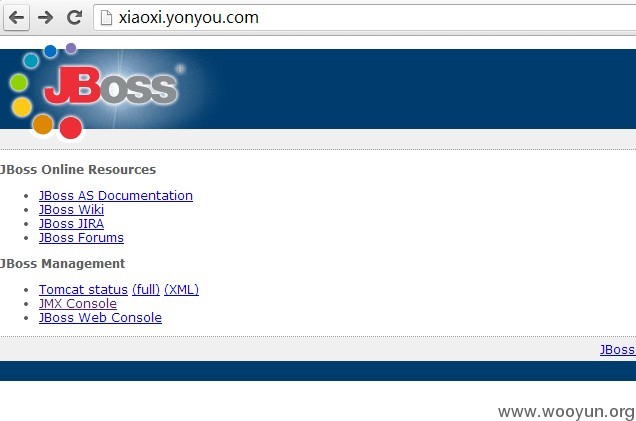 xiaoxi.yonyou.com
JBoss
JBoss Online Resources
JBoss AS Documentation
JBoss Wiki
JBoss JIRA
JBoss Forums
JBoss Management
Tomcat status (full) (XML)
JMX Console
JBoss Web Console
JBoss
www.wooyun.org